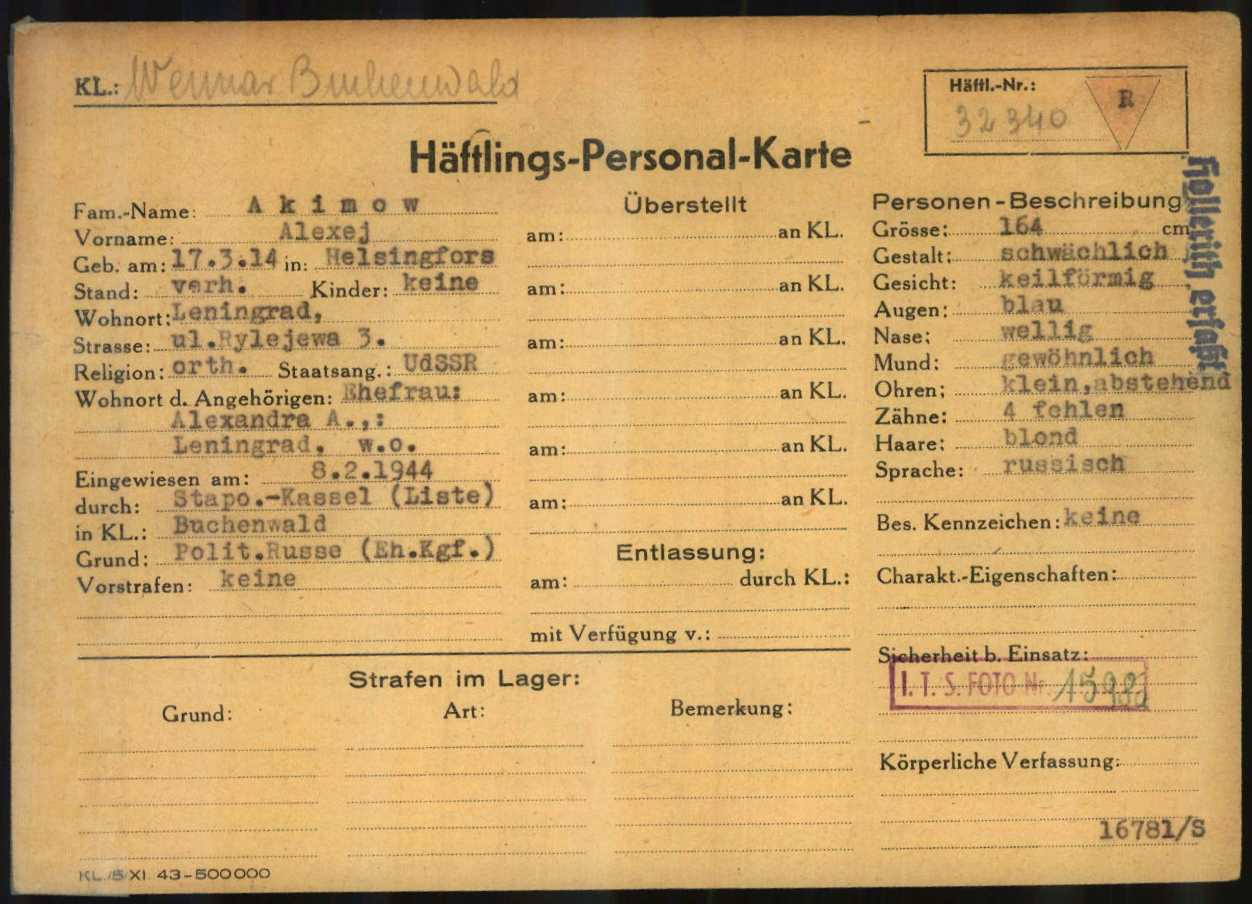 KL.: Weimar Buchenwald
Häftl.-Nr.:
32340
R
Häftlings-Personal-Karte
Hollerith erfaßt
Fam.-Name: Akimow
Vorname: Alexej
Geb. am: 17.3.14 in: Helsingfors
Stand: verh. Kinder: keine
Wohnort: Leningrad,
Strasse: ul.Rylejewa 3.
Religion: orth. Staatsang.: UdSSR
Wohnort d. Angehörigen: Ehefrau:
Alexandra A.,:
Leningrad, w.o.
Eingewiesen am: 8.2.1944
durch: Stapo.-Kassel (Liste)
in KL.: Buchenwald
Grund: Polit.Russe (Eh.Kgf.)
Vorstrafen: keine
Überstellt
am: an KL.
am: an KL.
am: an KL.
am: an KL.
am: an KL.
am: an KL.
Entlassung:
am: durch KL.:
mit Verfügung v.:
Personen-Beschreibung
Grösse: 164 cm
Gestalt: schwächlich
Gesicht: keilförmig
Augen: blau
Nase: wellig
Mund: gewöhnlich
Ohren: klein,abstehend
Zähne: 4 fehlen
Haare: blond
Sprache: russisch
Bes. Kennzeichen: keine
Charakt.-Eigenschaften:
Sicherheit b. Einsatz:
I. T. S. FOTO Nr.
Körperliche Verfassung:
16781/S
Strafen im Lager:
Grund: Art: Bemerkung:
KL./5/XI. 43-500000